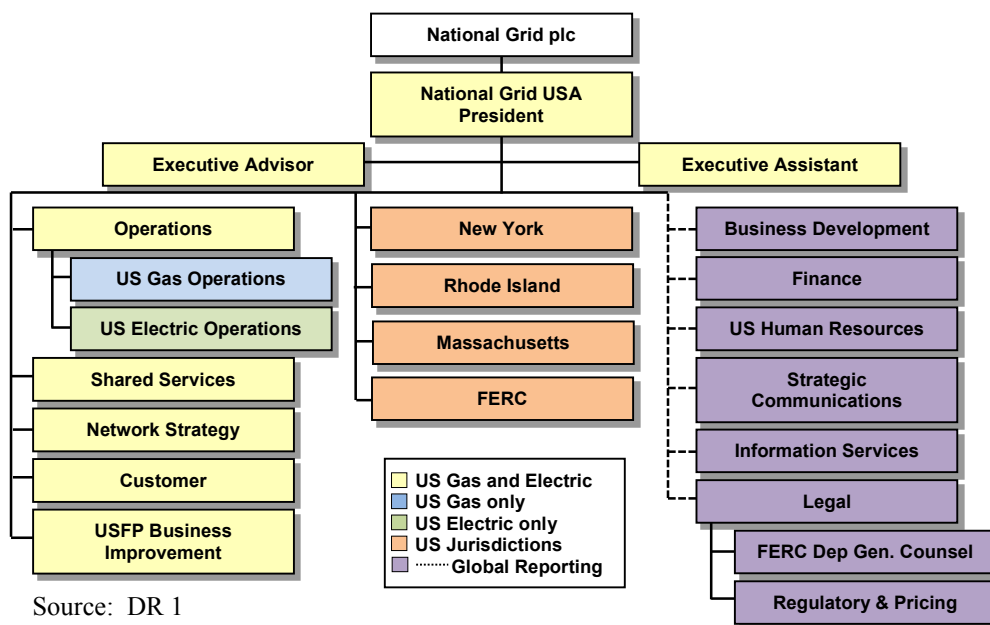 National Grid plc
National Grid USA
President
Executive Advisor
Executive Assistant
Operations
US Gas Operations
US Electric Operations
Shared Services
Network Strategy
Customer
USFP Business
Improvement
New York
Rhode Island
Massachusetts
FERC
US Gas and Electric
US Gas only
US Electric only
US Jurisdictions
Global Reporting
Business Development
Finance
US Human Resources
Strategic
Communications
Information Services
Legal
FERC Dep Gen. Counsel
Regulatory & Pricing
Source: DR 1